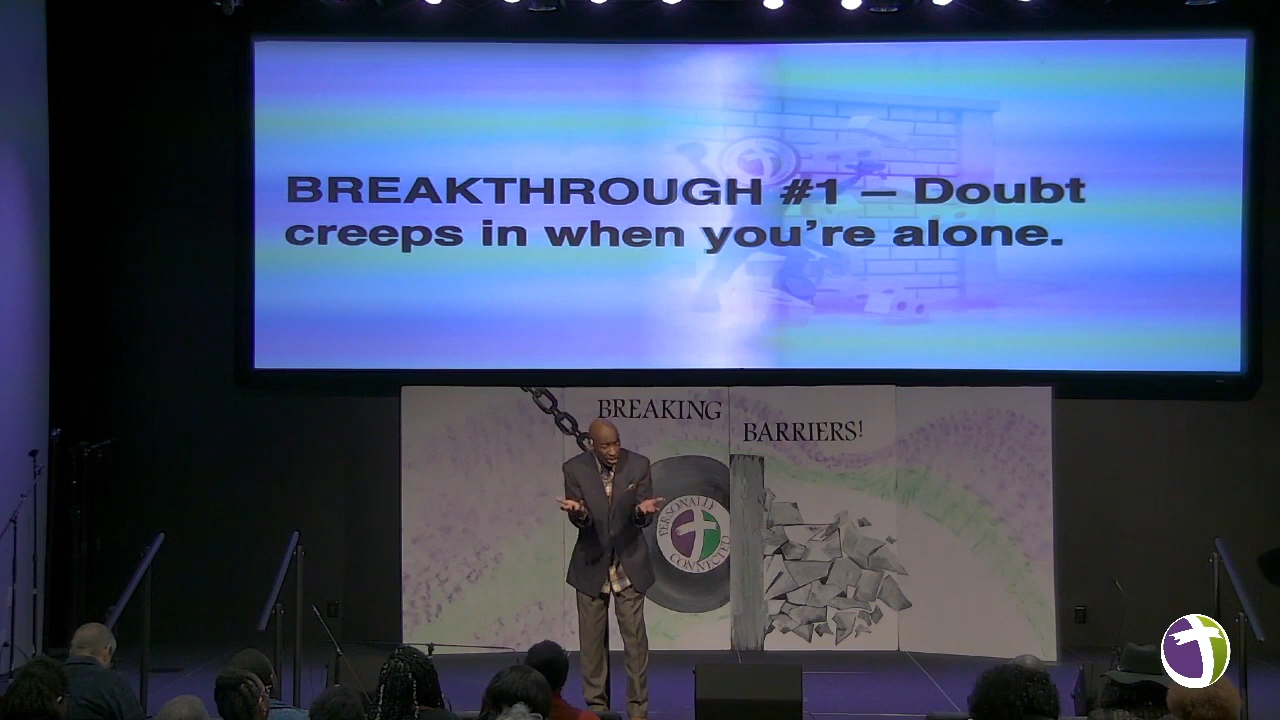 BREAKTHROUGH #1 – Doubt
creeps in when you’re alone.
BREAKING
BARRIERS!
PERSONALLY
CONNECTED